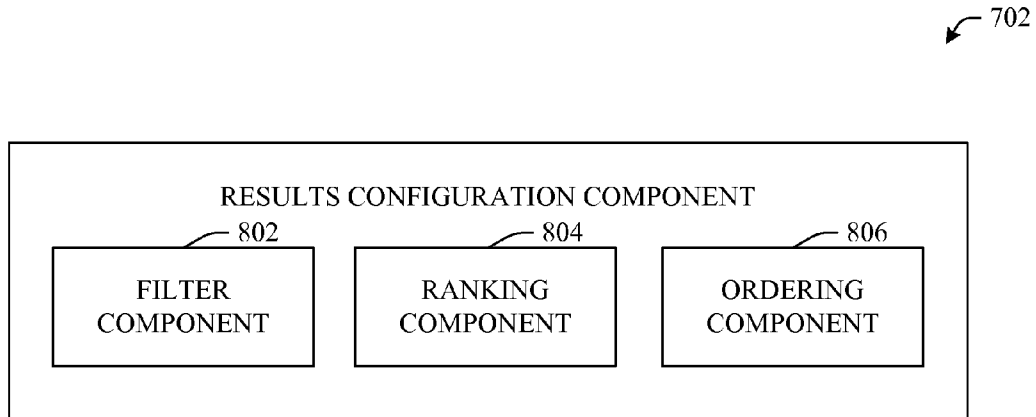 702
RESULTS CONFIGURATION COMPONENT
802
804
806
FILTER
COMPONENT
RANKING
COMPONENT
ORDERING
COMPONENT